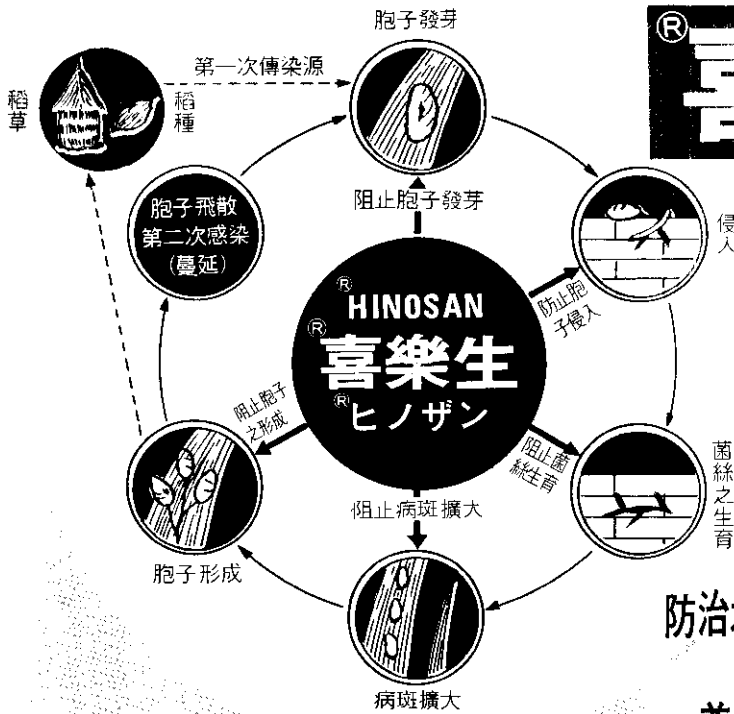 胞子發芽
第一次傳染源
稻草
稻種
®
阻止胞子發芽
胞子飛散
第二次感染
(蔓延)
侵入
防止胞
子侵入
®
HINOSAN
®
喜樂生
®
ヒノザン
阻止胞子
之形成
阻止菌
絲生育
菌絲之生育
阻止病斑擴大
胞子形成
防治
病斑擴大